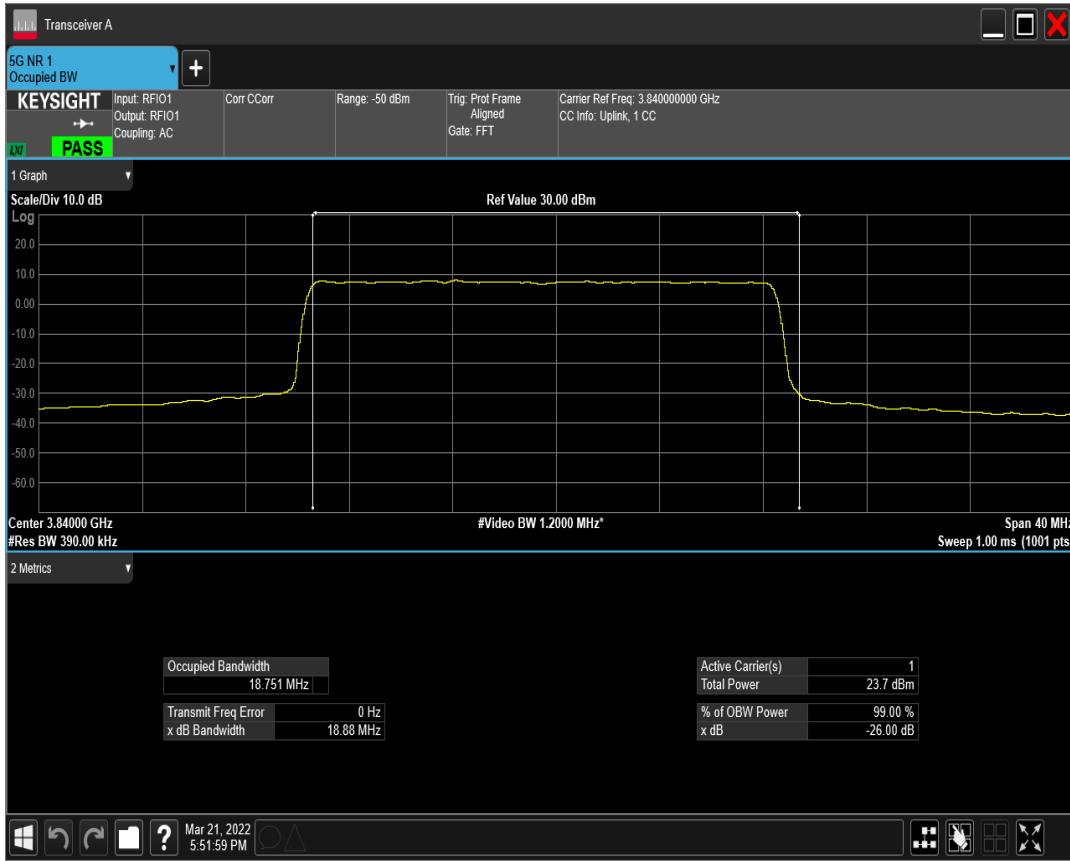 Transceiver A
5G NR 1
Occupied BW
+
KEYSIGHT
LXI
PASS
Input: RFIO1
Output: RFIO1
Coupling: AC
Corr CCorr
Range: -50 dBm
Trig: Prot Frame
Aligned
Gate: FFT
Carrier Ref Freq: 3.840000000 GHz
CC Info: Uplink, 1 CC
1 Graph
Scale/Div 10.0 dB
Ref Value 30.00 dBm
Log
20.0
10.0
0.00
-10.0
-20.0
-30.0
-40.0
-50.0
-60.0
Center 3.84000 GHz
#Video BW 1.2000 MHz*
Span 40 MHz
#Res BW 390.00 kHz
Sweep 1.00 ms (1001 pts
2 Metrics
Occupied Bandwidth
18.751 MHz
Transmit Freq Error 0 Hz
x dB Bandwidth 18.88 MHz
Active Carrier(s) 1
Total Power 23.7 dBm
% of OBW Power 99.00 %
x dB -26.00 dB
?
Mar 21, 2022
5:51:59 PM